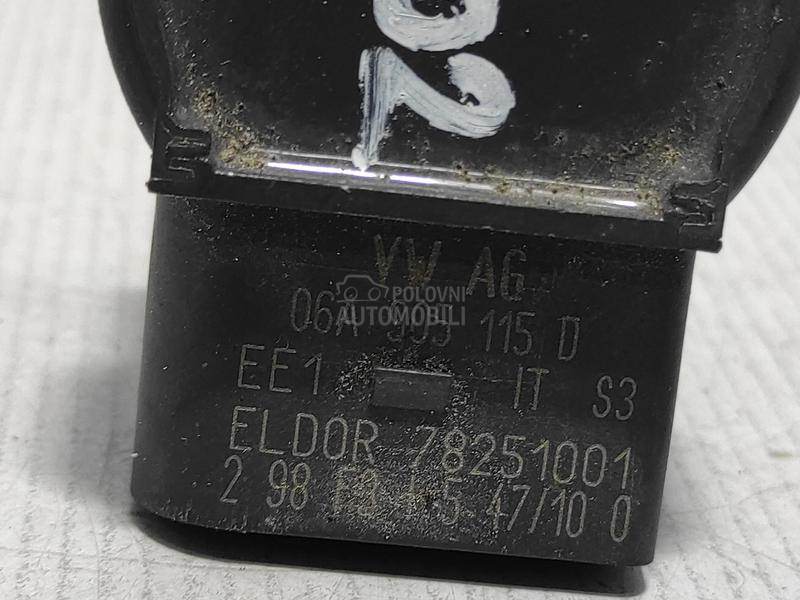 VW AG
POLOVNI
AUTOMOBILI
115 D
EE1 IT S3
ELDOR 78251001
2 98 47/10 0